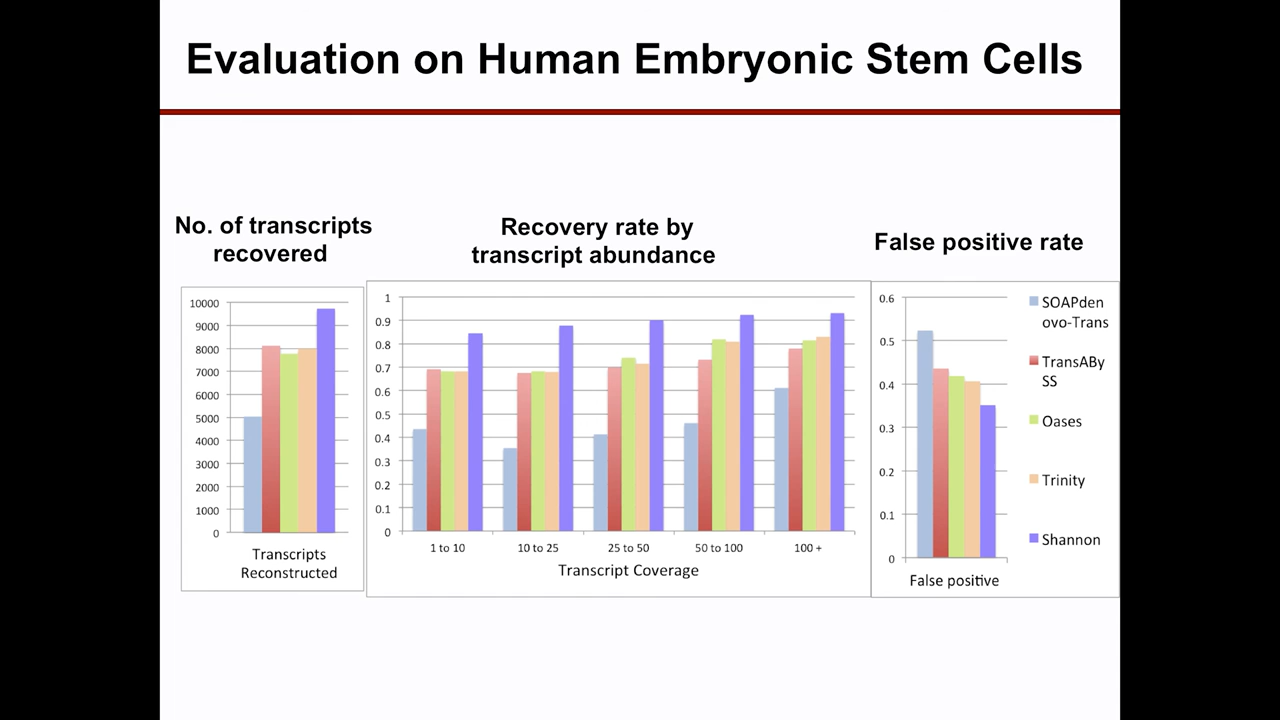 Evaluation on Human Embryonic Stem Cells
No. of transcripts
recovered
10000
9000
8000
7000
6000
5000
4000
3000
2000
1000
0
Transcripts
Reconstructed
Recovery rate by
transcript abundance
1
0.9
0.8
0.7
0.6
0.5
0.4
0.3
0.2
0.1
0
1 to 10
10 to 25
25 to 50
50 to 100
100 +
Transcript Coverage
False positive rate
0.6
0.5
0.4
0.3
0.2
0.1
0
False positive
SOAPden
ovo-Trans
TransABy
SS
Oases
Trinity
Shannon